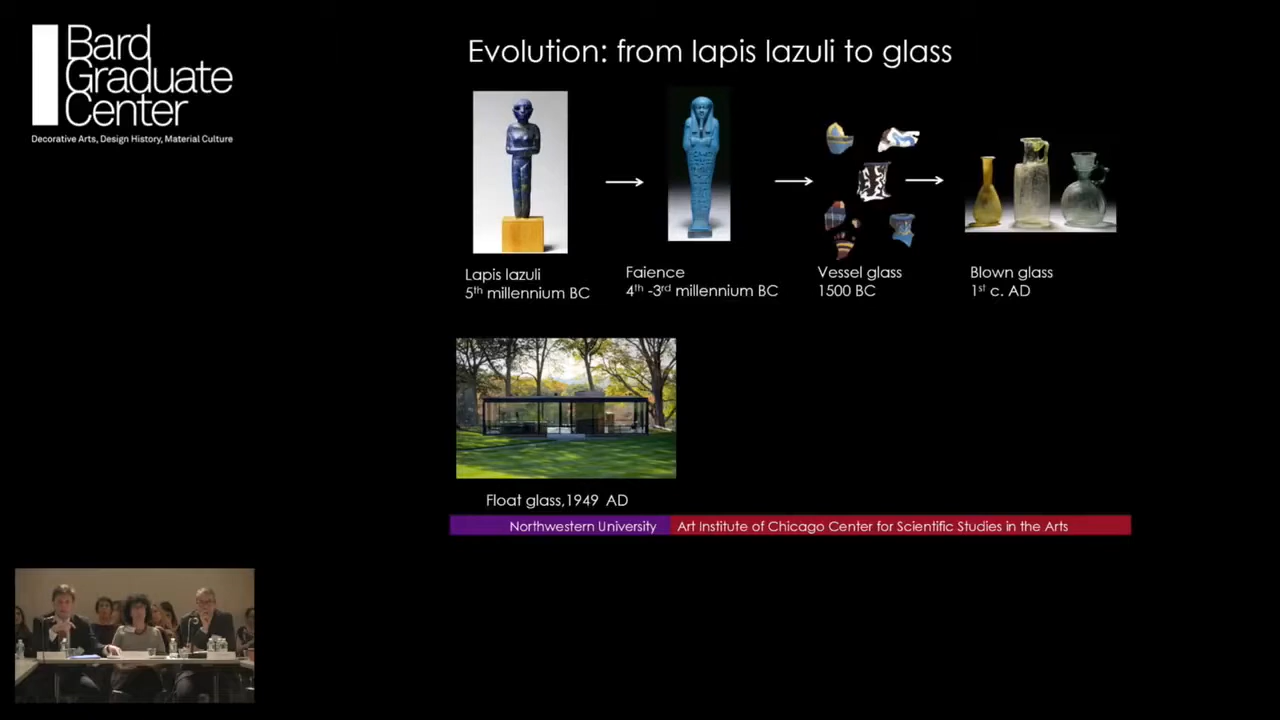 Bard
Graduate
Center
Decorative Arts, Design History, Material Culture
Evolution: from lapis lazuli to glass
Lapis lazuli
5th millennium BC
Faience
4th -3rd millennium BC
Vessel glass
1500 BC
Blown glass
1st c. AD
Float glass,1949 AD
Northwestern University
Art Institute of Chicago Center for Scientific Studies in the Arts